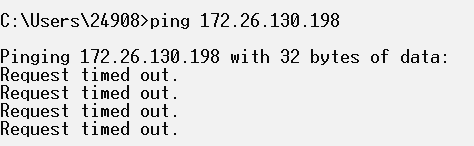 C:\Users\24908>ping 172.26.130.198
Pinging 172.26.130.198 with 32 bytes of data:
Request timed out.
Request timed out.
Request timed out.
Request timed out.